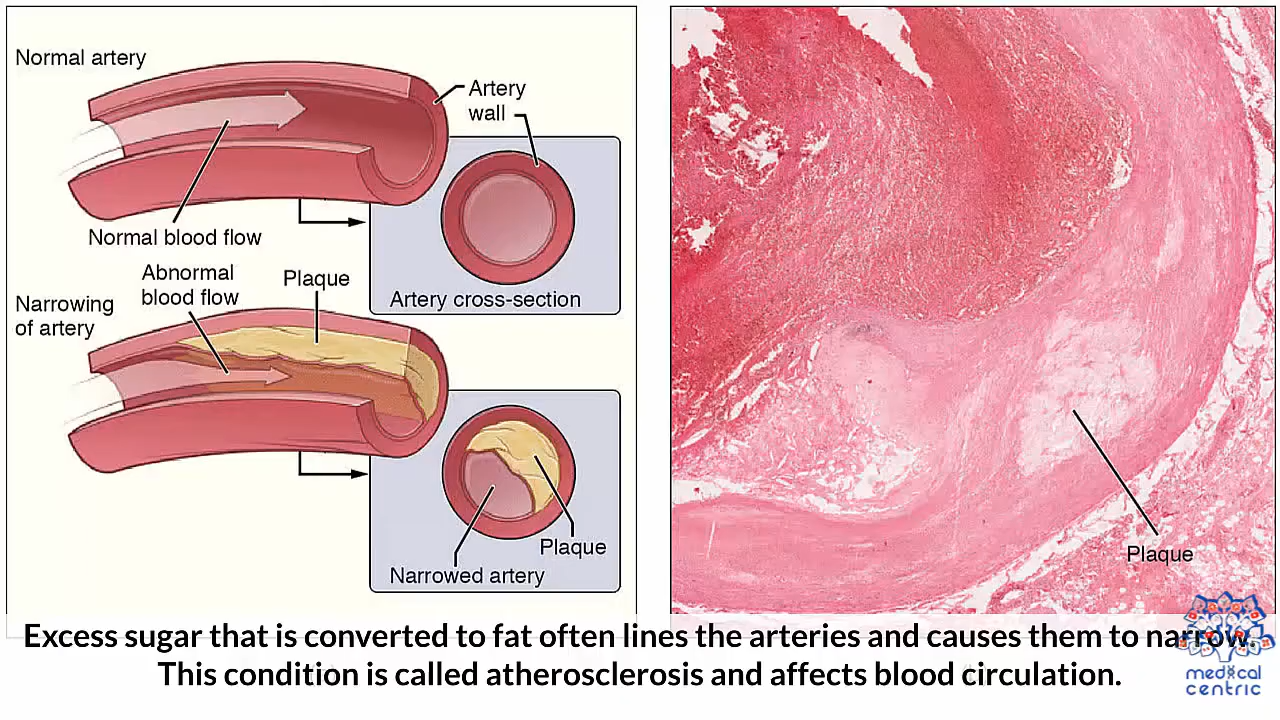 Normal artery
Artery
wall
Normal blood flow
Artery cross-section
Abnormal
blood flow
Plaque
Narrowing
of artery
Plaque
Narrowed artery
Plaque
Excess sugar that is converted to fat often lines the arteries and causes them to narrow.
This condition is called atherosclerosis and affects blood circulation.
medical
centric